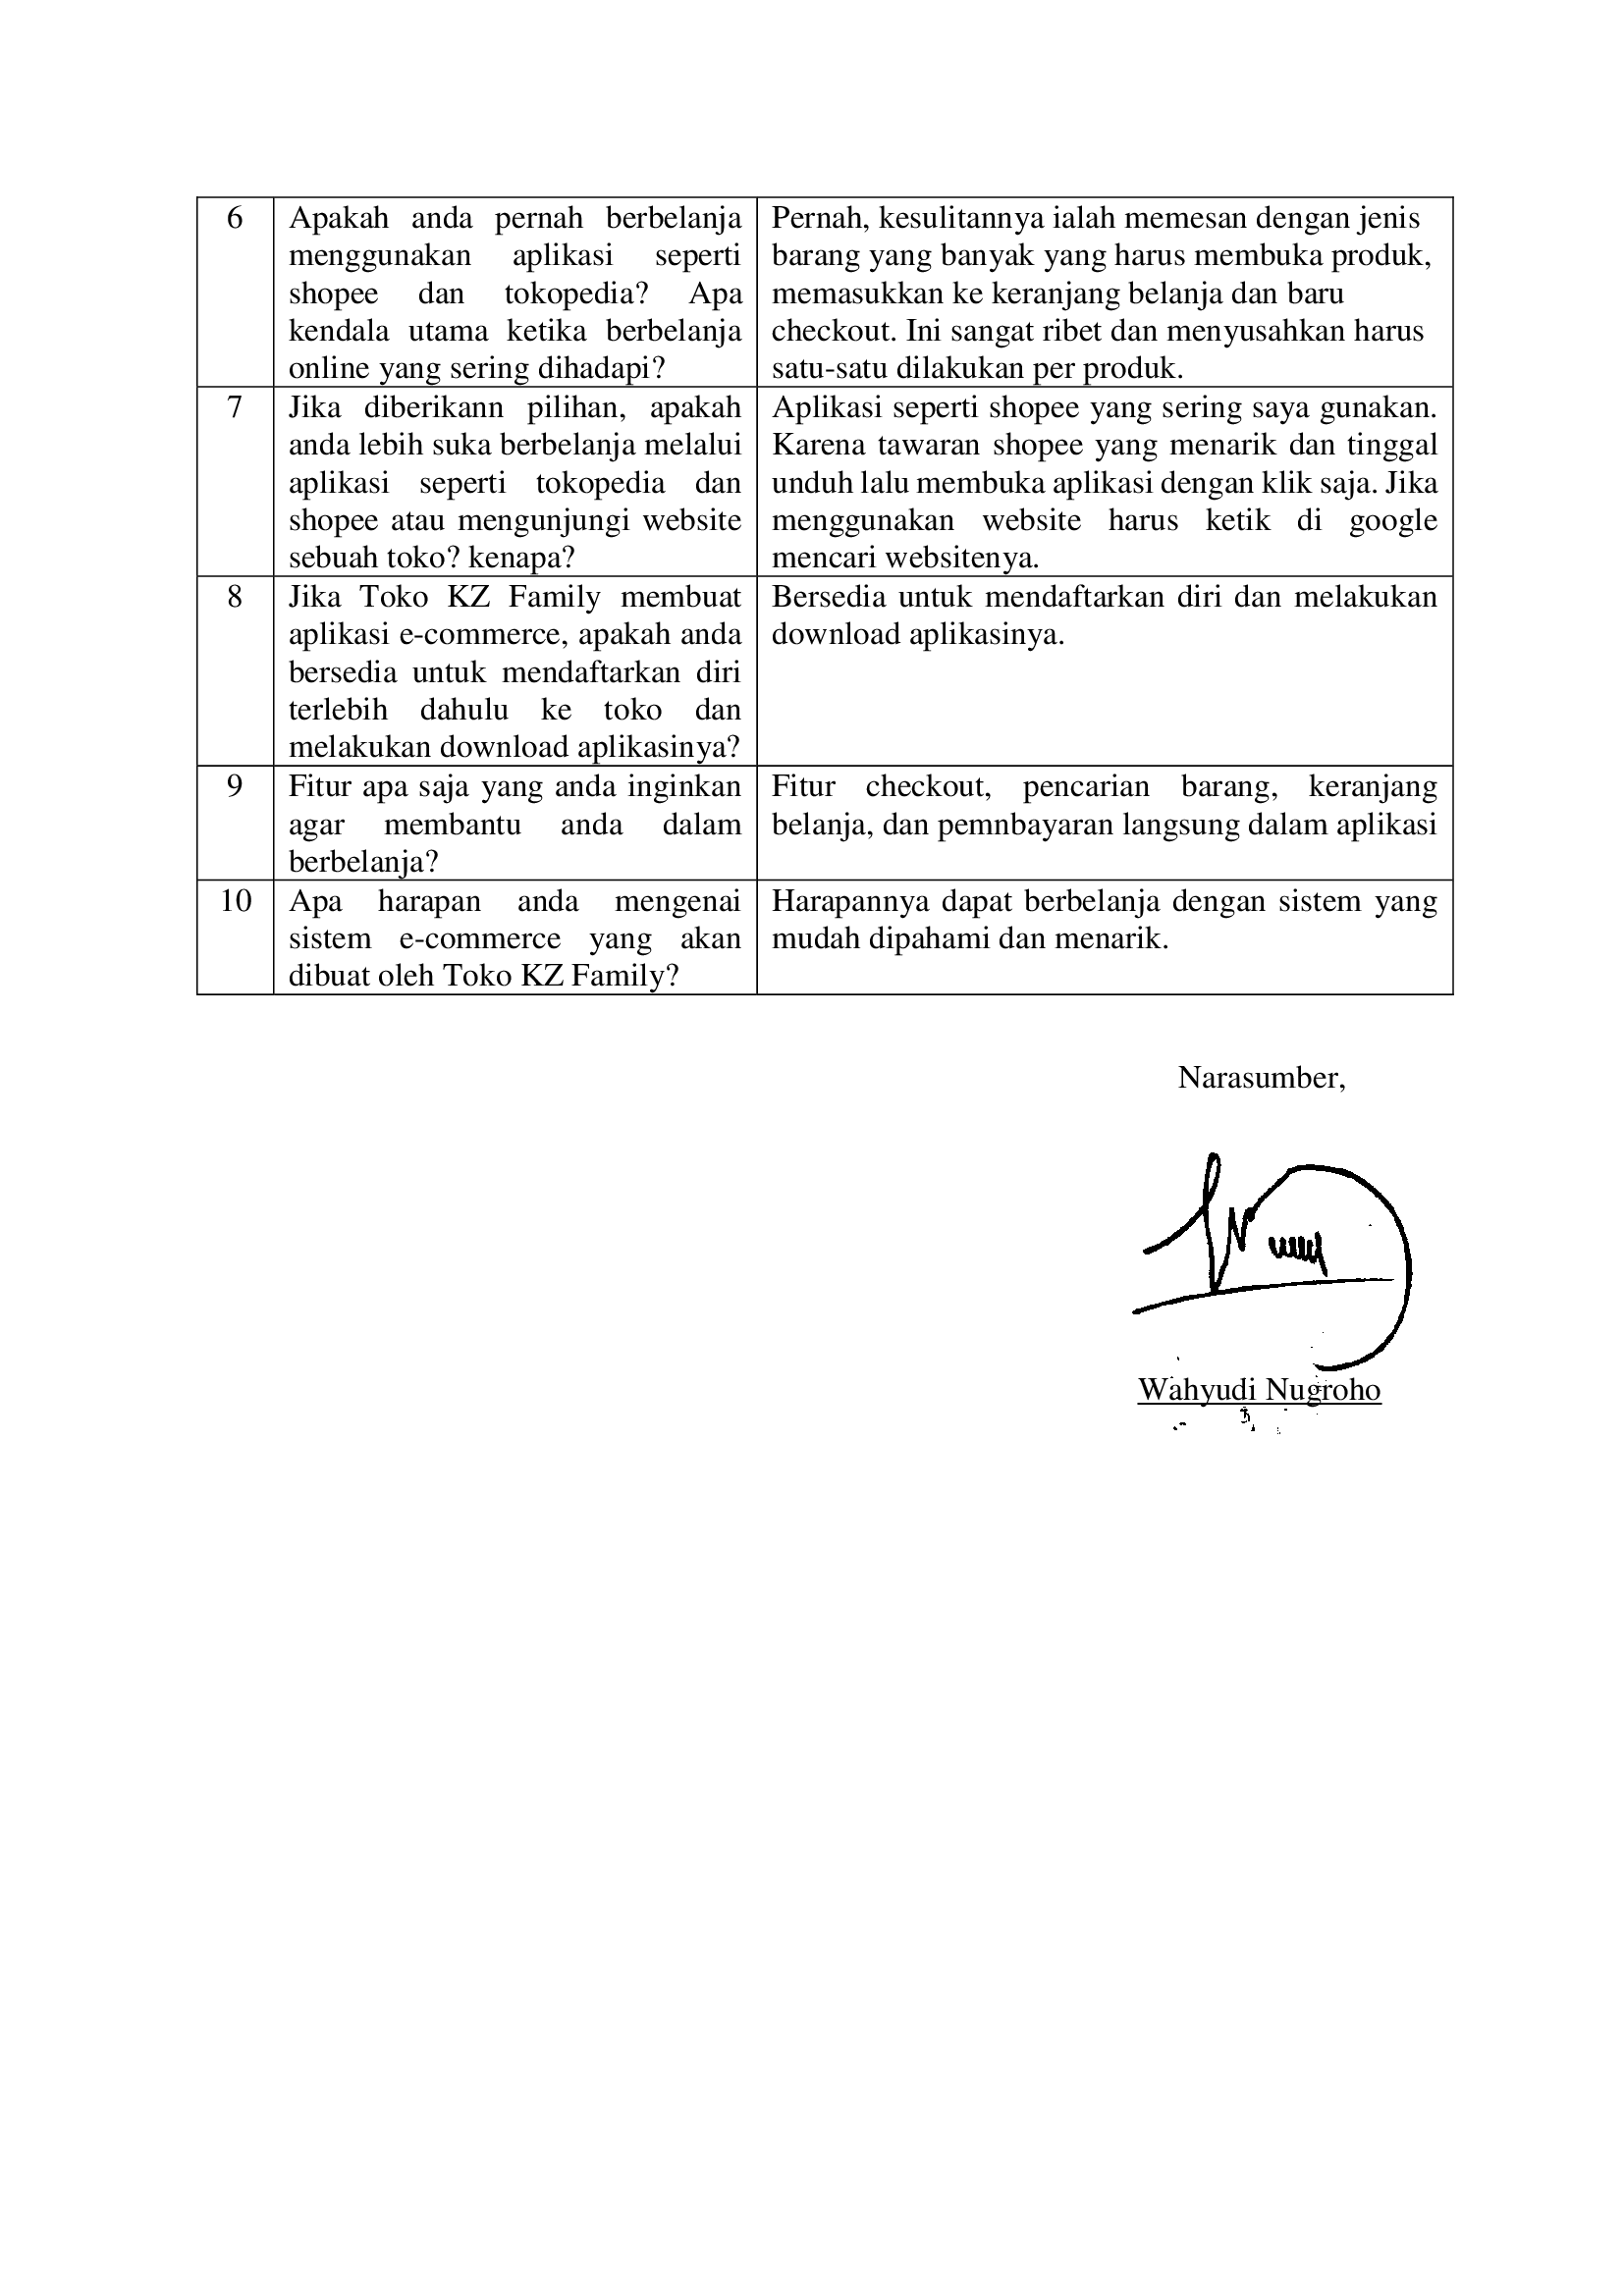 6
Apakah anda pernah berbelanja
menggunakan aplikasi seperti
shopee dan tokopedia? Apa
kendala utama ketika berbelanja
online yang sering dihadapi?
Pernah, kesulitannya ialah memesan dengan jenis
barang yang banyak yang harus membuka produk,
memasukkan ke keranjang belanja dan baru
checkout. Ini sangat ribet dan menyusahkan harus
satu-satu dilakukan per produk.
7
Jika diberikann pilihan, apakah
anda lebih suka berbelanja melalui
aplikasi seperti tokopedia dan
shopee atau mengunjungi website
sebuah toko? kenapa?
Aplikasi seperti shopee yang sering saya gunakan.
Karena tawaran shopee yang menarik dan tinggal
unduh lalu membuka aplikasi dengan klik saja. Jika
menggunakan website harus ketik di google
mencari websitenya.
8
Jika Toko KZ Family membuat
aplikasi e-commerce, apakah anda
bersedia untuk mendaftarkan diri
terlebih dahulu ke toko dan
melakukan download aplikasinya?
Bersedia untuk mendaftarkan diri dan melakukan
download aplikasinya.
9
Fitur apa saja yang anda inginkan
agar membantu anda dalam
berbelanja?
Fitur checkout, pencarian barang, keranjang
belanja, dan pemnbayaran langsung dalam aplikasi
10
Apa harapan anda mengenai
sistem e-commerce yang akan
dibuat oleh Toko KZ Family?
Harapannya dapat berbelanja dengan sistem yang
mudah dipahami dan menarik.
Narasumber,
Wahyudi Nugroho